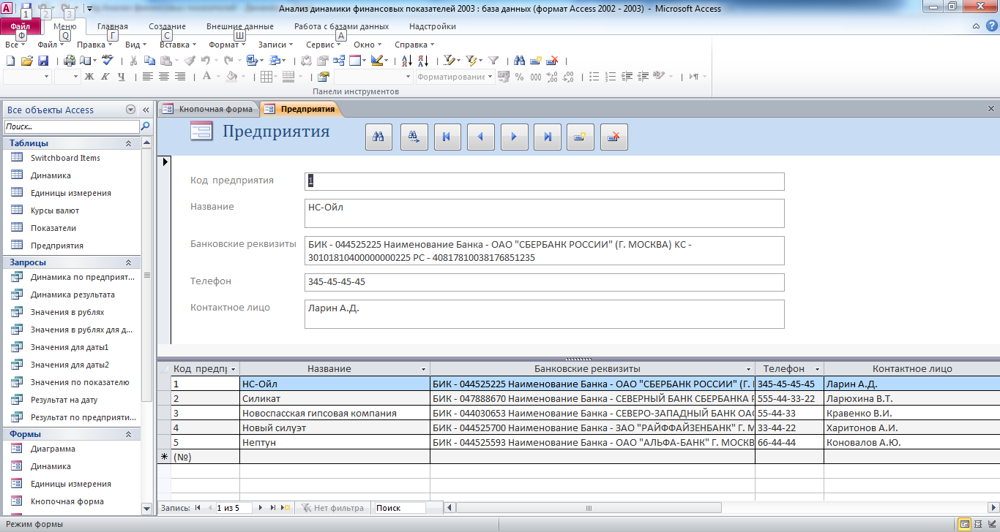 Анализ динамики финансовых показателей 2003 : база данных (формат Access 2002 - 2003) - Microsoft Access
1 2 3
Файл Меню Главная Создание Внешние данные Работа с базами данных Надстройки
Ф Q Г С Ш А
Все Файл Правка Вид Вставка Формат Записи Сервис Окно Справка
Ж К Ч Форматирование % 000
Панели инструментов
Все объекты Access
Поиск...
Таблицы
Switchboard Items
Динамика
Единицы измерения
Курсы валют
Показатели
Предприятия
Запросы
Динамика по предприят...
Динамика результата
Значения в рублях
Значения в рублях для д...
Значения для даты1
Значения для даты2
Значения по показателю
Результат на дату
Результат по предприяти...
Формы
Диаграмма
Динамика
Единицы измерения
Кнопочная форма
Кнопочная форма Предприятия
Предприятия
Код предприятия 1
Название НС-Ойл
Банковские реквизиты БИК - 044525225 Наименование Банка - ОАО "СБЕРБАНК РОССИИ" (Г. МОСКВА) КС -
30101810400000000225 РС - 40817810038176851235
Телефон 345-45-45-45
Контактное лицо Ларин А.Д.
Код предпр Название Банковские реквизиты Телефон Контактное лицо
1 НС-Ойл БИК - 044525225 Наименование Банка - ОАО "СБЕРБАНК РОССИИ" (Г. 345-45-45-45 Ларин А.Д.
2 Силикат БИК - 047888670 Наименование Банка - СЕВЕРНЫЙ БАНК СБЕРБАНКА 555-44-33-22 Ларюхина В.Т.
3 Новоспасская гипсовая компания БИК - 044030653 Наименование Банка - СЕВЕРО-ЗАПАДНЫЙ БАНК ОАО 55-44-33 Кравенко В.И.
4 Новый силуэт БИК - 044525700 Наименование Банка - ЗАО "РАЙФФАЙЗЕНБАНК" Г. М 33-44-22 Харитонов А.И.
5 Нептун БИК - 044525593 Наименование Банка - ОАО "АЛЬФА-БАНК" Г. МОСКВ 66-44-44 Коновалов А.Ю.
(№)
Запись: 1 из 5 Нет фильтра Поиск
Режим формы